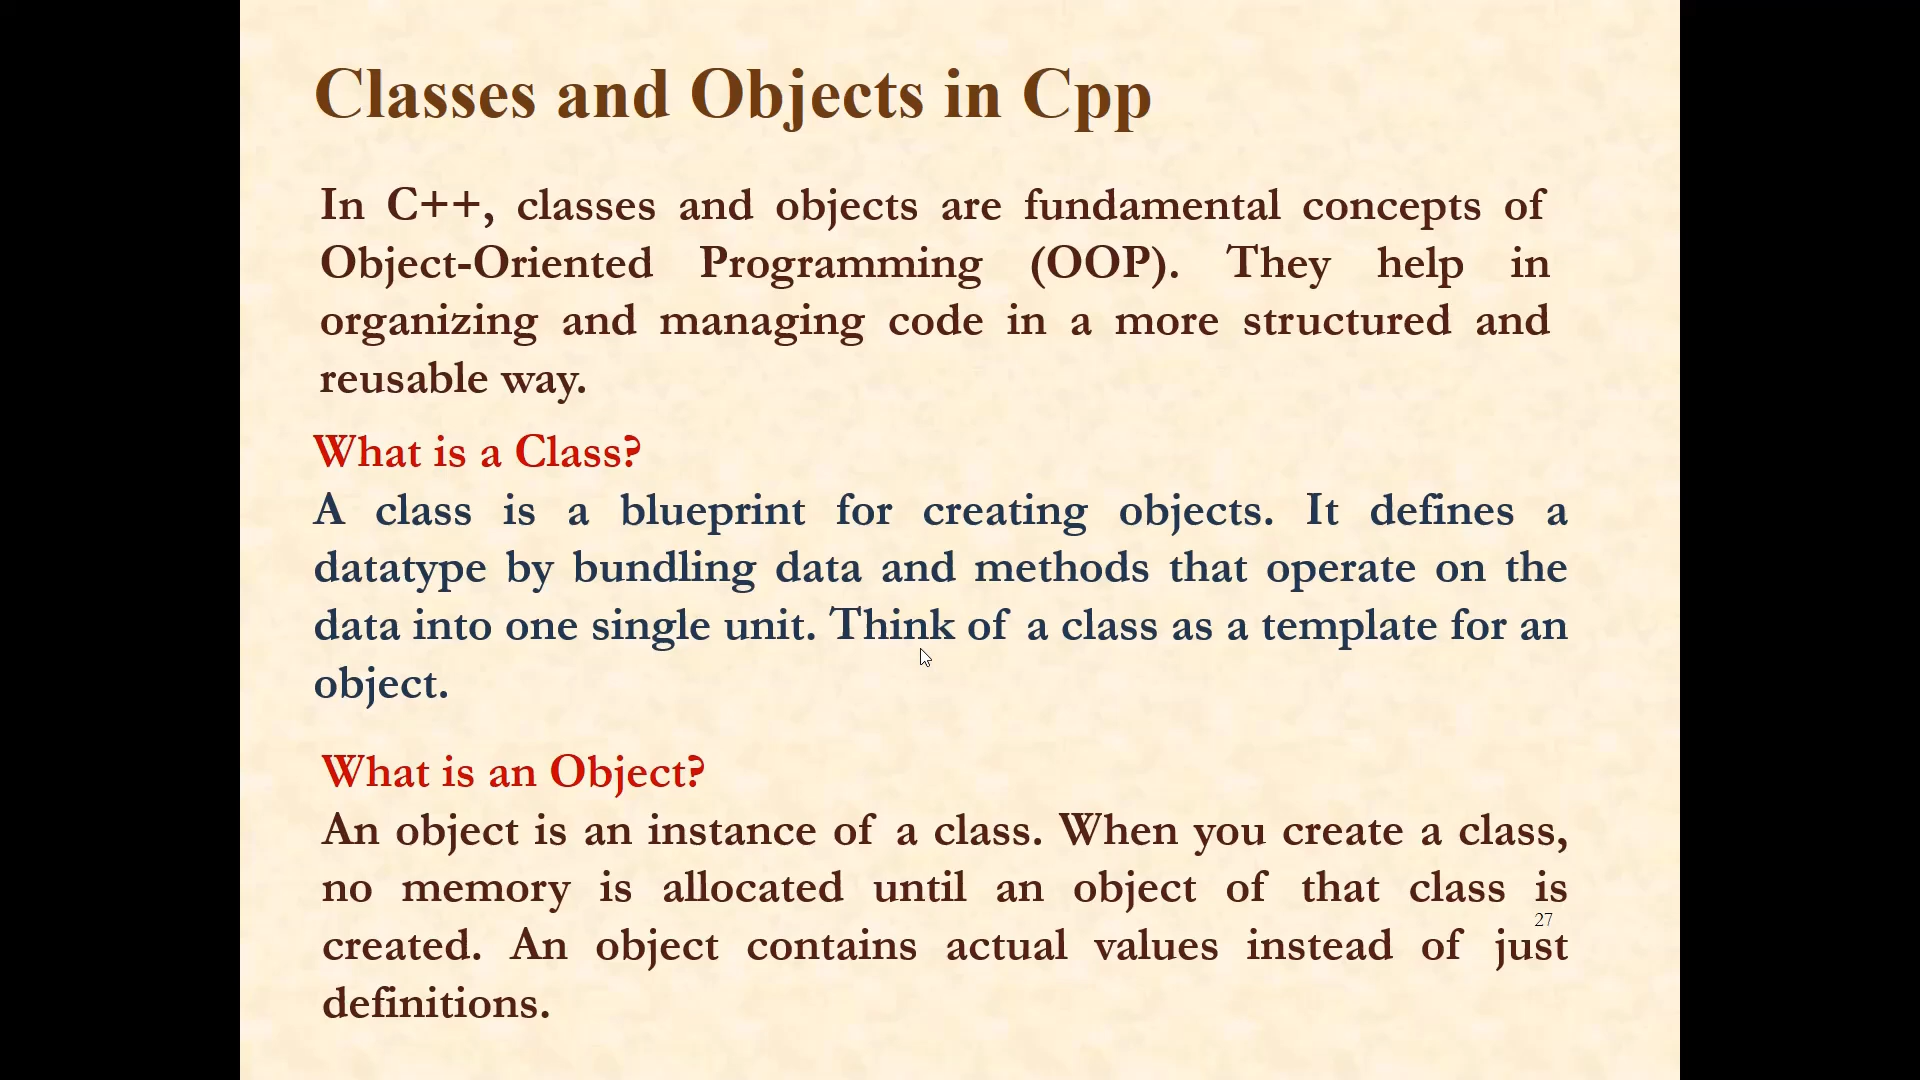 Classes and Objects in Cpp
In C++, classes and objects are fundamental concepts of
Object-Oriented Programming (OOP). They help in
organizing and managing code in a more structured and
reusable way.
What is a Class?
A class is a blueprint for creating objects. It defines a
datatype by bundling data and methods that operate on the
data into one single unit. Think of a class as a template for an
object.
What is an Object?
An object is an instance of a class. When you create a class,
no memory is allocated until an object of that class is
27
created. An object contains actual values instead of just
definitions.